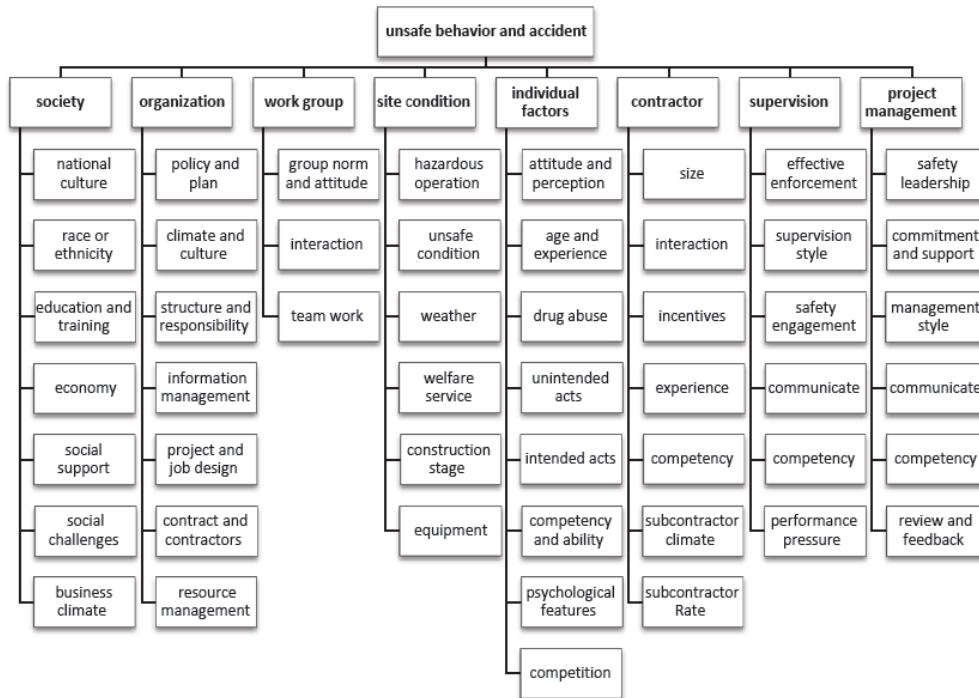 unsafe behavior and accident
society
national
culture
race or
ethnicity
education and
training
economy
social
support
social
challenges
business
climate
organization
policy and
plan
climate and
culture
structure and
responsibility
information
management
project and
job design
contract and
contractors
resource
management
work group
group norm
and attitude
interaction
team work
site condition
hazardous
operation
unsafe
condition
weather
welfare
service
construction
stage
equipment
individual
factors
attitude and
perception
age and
experience
drug abuse
unintended
acts
intended acts
competency
and ability
psychological
features
competition
contractor
size
interaction
incentives
experience
competency
subcontractor
climate
subcontractor
Rate
supervision
effective
enforcement
supervision
style
safety
engagement
communicate
competency
performance
pressure
project
management
safety
leadership
commitment
and support
management
style
communicate
competency
review and
feedback